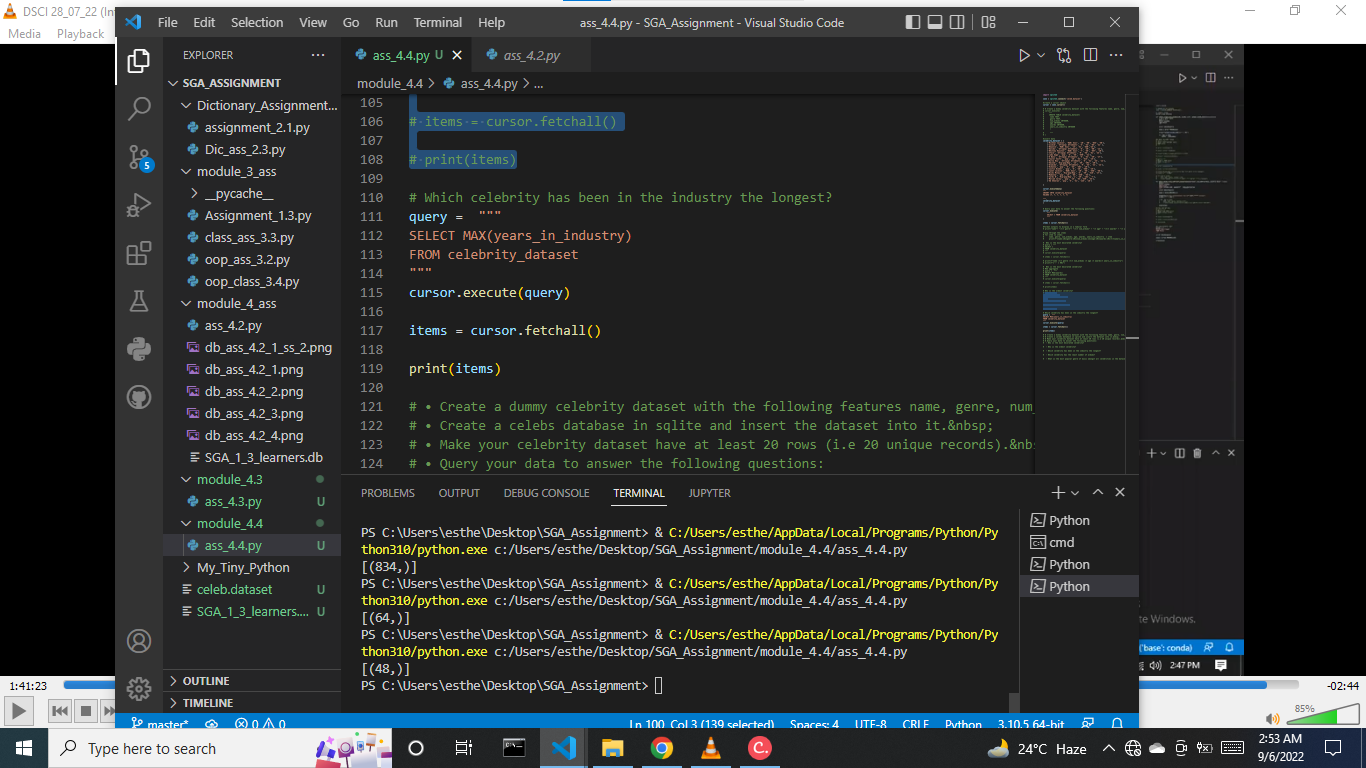 DSCI 28_07_22 (In
Media Playback
File Edit Selection View Go Run Terminal Help
ass_4.4.py - SGA_Assignment - Visual Studio Code
EXPLORER
SGA_ASSIGNMENT
Dictionary_Assignment...
assignment_2.1.py
Dic_ass_2.3.py
module_3_ass
__pycache__
Assignment_1.3.py
class_ass_3.3.py
oop_ass_3.2.py
oop_class_3.4.py
module_4_ass
ass_4.2.py
db_ass_4.2_1_ss_2.png
db_ass_4.2_1.png
db_ass_4.2_2.png
db_ass_4.2_3.png
db_ass_4.2_4.png
SGA_1_3_learners.db
module_4.3
ass_4.3.py U
module_4.4
ass_4.4.py U
My_Tiny_Python
celeb.dataset U
SGA_1_3_learners.... U
OUTLINE
TIMELINE
5
ass_4.4.py U
ass_4.2.py
module_4.4 > ass_4.4.py > ...
105
106 # items = cursor.fetchall()
107
108 # print(items)
109
110 # Which celebrity has been in the industry the longest?
111 query = """
112 SELECT MAX(years_in_industry)
113 FROM celebrity_dataset
114 """
115 cursor.execute(query)
116
117 items = cursor.fetchall()
118
119 print(items)
120
121 # • Create a dummy celebrity dataset with the following features name, genre, num_
122 # • Create a celebs database in sqlite and insert the dataset into it.&nbsp;
123 # • Make your celebrity dataset have at least 20 rows (i.e 20 unique records).&nbs
124 # • Query your data to answer the following questions:
PROBLEMS OUTPUT DEBUG CONSOLE TERMINAL JUPYTER
PS C:\Users\esthe\Desktop\SGA_Assignment> & C:/Users/esthe/AppData/Local/Programs/Python/Py
thon310/python.exe c:/Users/esthe/Desktop/SGA_Assignment/module_4.4/ass_4.4.py
[(834,)]
PS C:\Users\esthe\Desktop\SGA_Assignment> & C:/Users/esthe/AppData/Local/Programs/Python/Py
thon310/python.exe c:/Users/esthe/Desktop/SGA_Assignment/module_4.4/ass_4.4.py
[(64,)]
PS C:\Users\esthe\Desktop\SGA_Assignment> & C:/Users/esthe/AppData/Local/Programs/Python/Py
thon310/python.exe c:/Users/esthe/Desktop/SGA_Assignment/module_4.4/ass_4.4.py
[(48,)]
PS C:\Users\esthe\Desktop\SGA_Assignment>
Python
cmd
Python
Python
te Windows.
('base': conda)
2:47 PM
master* 0 0 Ln 100, Col 3 (139 selected) Spaces: 4 UTF-8 CRLF Python 3.10.5 64-bit
1:41:23
-02:44
85%
Type here to search
24°C Haze
2:53 AM
9/6/2022